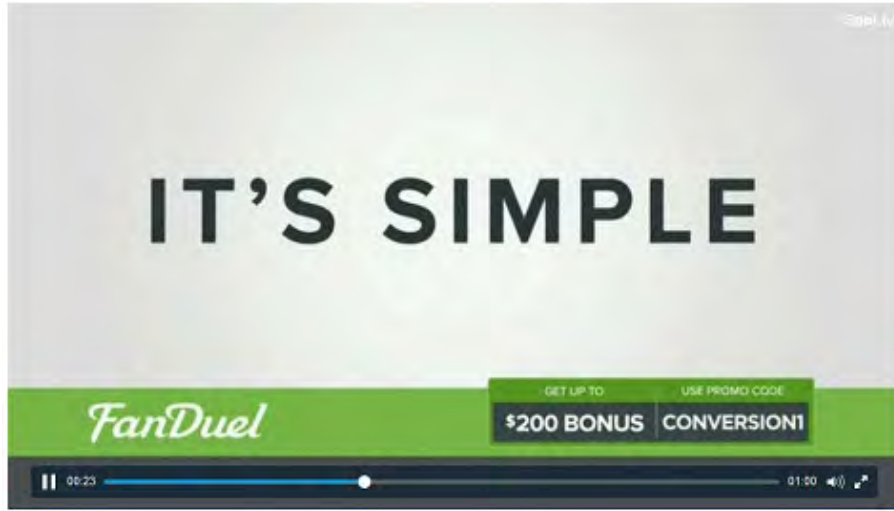 IT'S SIMPLE
FanDuel
GET UP TO
$200 BONUS
USE PROMO CODE
CONVERSION1
00:23
01:00